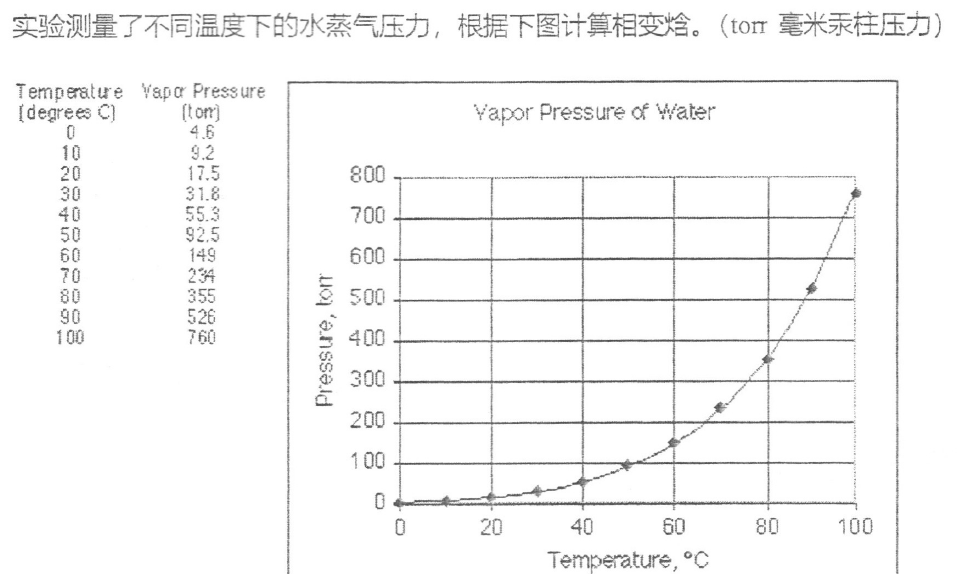 实验测量了不同温度下的水蒸气压力，根据下图计算相变焓。（torr 毫米汞柱压力）
Temperature Vapor Pressure
(degrees C) (torr)
0 4.6
10 9.2
20 17.5
30 31.8
40 55.3
50 92.5
60 149
70 234
80 355
90 526
100 760
Vapor Pressure of Water
800
700
600
500
400
300
200
100
0
Pressure, torr
0 20 40 60 80 100
Temperature, °C